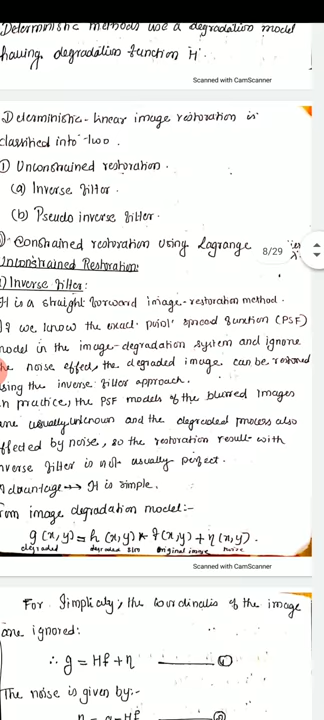 Deterministic methods use a degradation model
having degradation function H.
Scanned with CamScanner
Deterministic-linear image restoration is
classified into two
① Unconstrained restoration.
(a) Inverse filter.
(b) Pseudo inverse filter.
Constrained restoration using Lagrange
8/29
Unconstrained Restoration:
Inverse filter:
It is a straight forward image-restoration method.
If we know the exact point spread function (PSF)
model in the image-degradation system and ignore
the noise effect, the degraded image can be restored
using the inverse filter approach.
In practice, the PSF models of the blurred images
are usually unknown and the degraded process also
affected by noise, so the restoration result with
inverse filter is not usually perfect.
Advantage → It is simple.
From image degradation model:-
g(x,y) = h(x,y) * f(x,y) + η(x,y).
degraded original image noise
Scanned with CamScanner
For simplicity, the coordinates of the image
are ignored:
∴ g = Hf + η ———— ①
The noise is given by:-
η = g - Hf